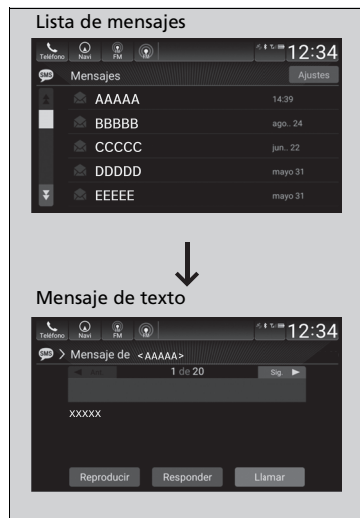 Lista de mensajes
Teléfono Navi FM 12:34
SMS Mensajes Ajustes
AAAAA 14:39
BBBBB ago.. 24
CCCCC jun.. 22
DDDDD mayo 31
EEEEE mayo 31
Mensaje de texto
Teléfono Navi FM 12:34
SMS > Mensaje de <AAAAA>
Ant. 1 de 20 Sig.
xxxxx
Reproducir Responder Llamar